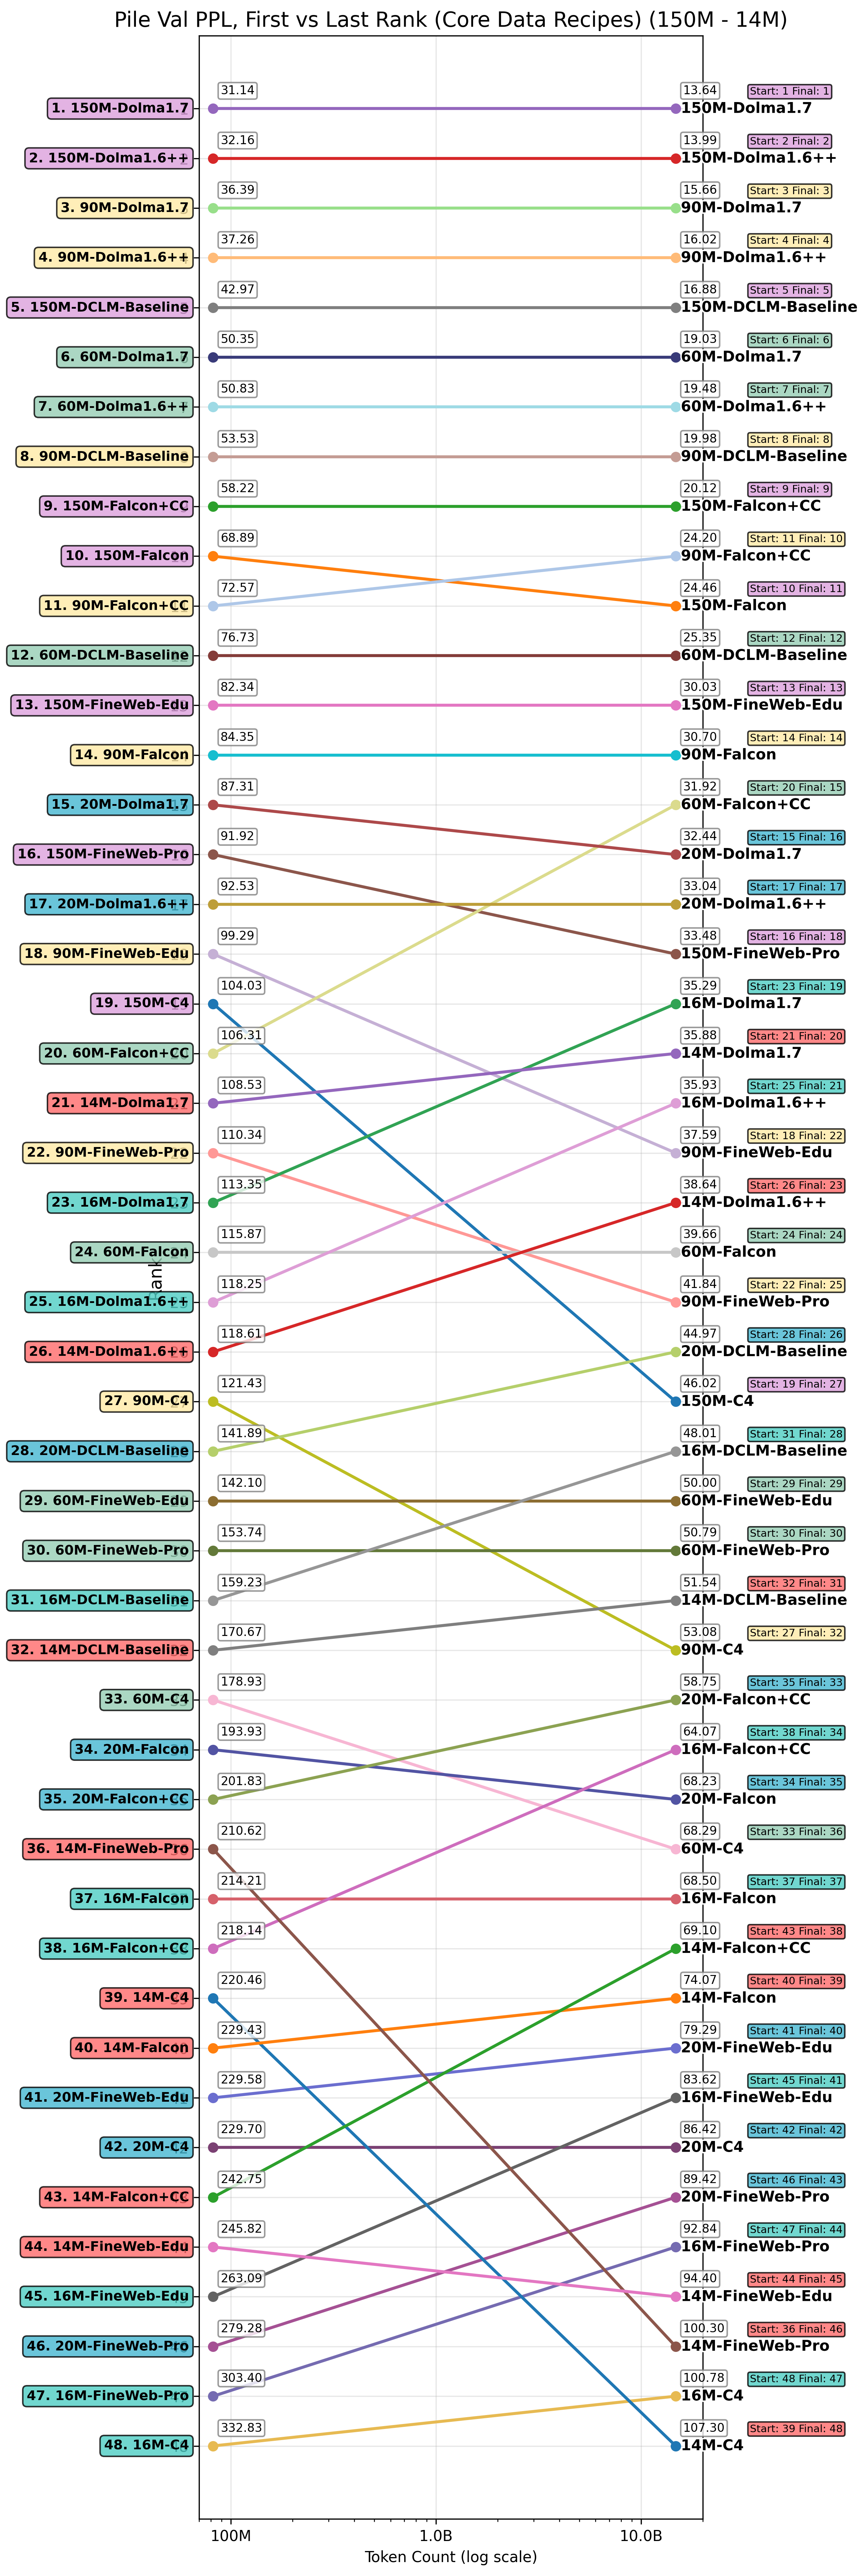 Pile Val PPL, First vs Last Rank (Core Data Recipes) (150M - 14M)
1. 150M-Dolma1.7 31.14 13.64 150M-Dolma1.7 Start: 1 Final: 1
2. 150M-Dolma1.6++ 32.16 13.99 150M-Dolma1.6++ Start: 2 Final: 2
3. 90M-Dolma1.7 36.39 15.66 90M-Dolma1.7 Start: 3 Final: 3
4. 90M-Dolma1.6++ 37.26 16.02 90M-Dolma1.6++ Start: 4 Final: 4
5. 150M-DCLM-Baseline 42.97 16.88 150M-DCLM-Baseline Start: 5 Final: 5
6. 60M-Dolma1.7 50.35 19.03 60M-Dolma1.7 Start: 6 Final: 6
7. 60M-Dolma1.6++ 50.83 19.48 60M-Dolma1.6++ Start: 7 Final: 7
8. 90M-DCLM-Baseline 53.53 19.98 90M-DCLM-Baseline Start: 8 Final: 8
9. 150M-Falcon+CC 58.22 20.12 150M-Falcon+CC Start: 9 Final: 9
10. 150M-Falcon 68.89 24.20 90M-Falcon+CC Start: 11 Final: 10
11. 90M-Falcon+CC 72.57 24.46 150M-Falcon Start: 10 Final: 11
12. 60M-DCLM-Baseline 76.73 25.35 60M-DCLM-Baseline Start: 12 Final: 12
13. 150M-FineWeb-Edu 82.34 30.03 150M-FineWeb-Edu Start: 13 Final: 13
14. 90M-Falcon 84.35 30.70 90M-Falcon Start: 14 Final: 14
15. 20M-Dolma1.7 87.31 31.92 60M-Falcon+CC Start: 20 Final: 15
16. 150M-FineWeb-Pro 91.92 32.44 20M-Dolma1.7 Start: 15 Final: 16
17. 20M-Dolma1.6++ 92.53 33.04 20M-Dolma1.6++ Start: 17 Final: 17
18. 90M-FineWeb-Edu 99.29 33.48 150M-FineWeb-Pro Start: 16 Final: 18
19. 150M-C4 104.03 35.29 16M-Dolma1.7 Start: 23 Final: 19
20. 60M-Falcon+CC 106.31 35.88 14M-Dolma1.7 Start: 21 Final: 20
21. 14M-Dolma1.7 108.53 35.93 16M-Dolma1.6++ Start: 25 Final: 21
22. 90M-FineWeb-Pro 110.34 37.59 90M-FineWeb-Edu Start: 18 Final: 22
23. 16M-Dolma1.7 113.35 38.64 14M-Dolma1.6++ Start: 26 Final: 23
24. 60M-Falcon 115.87 39.66 60M-Falcon Start: 24 Final: 24
Rank
25. 16M-Dolma1.6++ 118.25 41.84 90M-FineWeb-Pro Start: 22 Final: 25
26. 14M-Dolma1.6++ 118.61 44.97 20M-DCLM-Baseline Start: 28 Final: 26
27. 90M-C4 121.43 46.02 150M-C4 Start: 19 Final: 27
28. 20M-DCLM-Baseline 141.89 48.01 16M-DCLM-Baseline Start: 31 Final: 28
29. 60M-FineWeb-Edu 142.10 50.00 60M-FineWeb-Edu Start: 29 Final: 29
30. 60M-FineWeb-Pro 153.74 50.79 60M-FineWeb-Pro Start: 30 Final: 30
31. 16M-DCLM-Baseline 159.23 51.54 14M-DCLM-Baseline Start: 32 Final: 31
32. 14M-DCLM-Baseline 170.67 53.08 90M-C4 Start: 27 Final: 32
33. 60M-C4 178.93 58.75 20M-Falcon+CC Start: 35 Final: 33
34. 20M-Falcon 193.93 64.07 16M-Falcon+CC Start: 38 Final: 34
35. 20M-Falcon+CC 201.83 68.23 20M-Falcon Start: 34 Final: 35
36. 14M-FineWeb-Pro 210.62 68.29 60M-C4 Start: 33 Final: 36
37. 16M-Falcon 214.21 68.50 16M-Falcon Start: 37 Final: 37
38. 16M-Falcon+CC 218.14 69.10 14M-Falcon+CC Start: 43 Final: 38
39. 14M-C4 220.46 74.07 14M-Falcon Start: 40 Final: 39
40. 14M-Falcon 229.43 79.29 20M-FineWeb-Edu Start: 41 Final: 40
41. 20M-FineWeb-Edu 229.58 83.62 16M-FineWeb-Edu Start: 45 Final: 41
42. 20M-C4 229.70 86.42 20M-C4 Start: 42 Final: 42
43. 14M-Falcon+CC 242.75 89.42 20M-FineWeb-Pro Start: 46 Final: 43
44. 14M-FineWeb-Edu 245.82 92.84 16M-FineWeb-Pro Start: 47 Final: 44
45. 16M-FineWeb-Edu 263.09 94.40 14M-FineWeb-Edu Start: 44 Final: 45
46. 20M-FineWeb-Pro 279.28 100.30 14M-FineWeb-Pro Start: 36 Final: 46
47. 16M-FineWeb-Pro 303.40 100.78 16M-C4 Start: 48 Final: 47
48. 16M-C4 332.83 107.30 14M-C4 Start: 39 Final: 48
100M 1.0B 10.0B
Token Count (log scale)